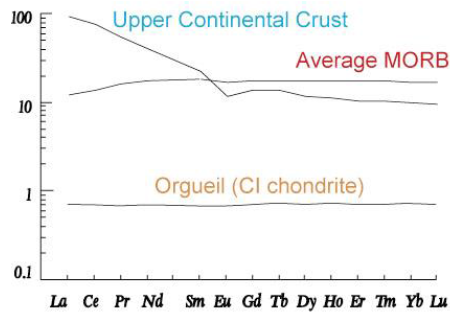 100
Upper Continental Crust
Average MORB
10
1
Orgueil (CI chondrite)
0.1
La Ce Pr Nd Sm Eu Gd Tb Dy Ho Er Tm Yb Lu